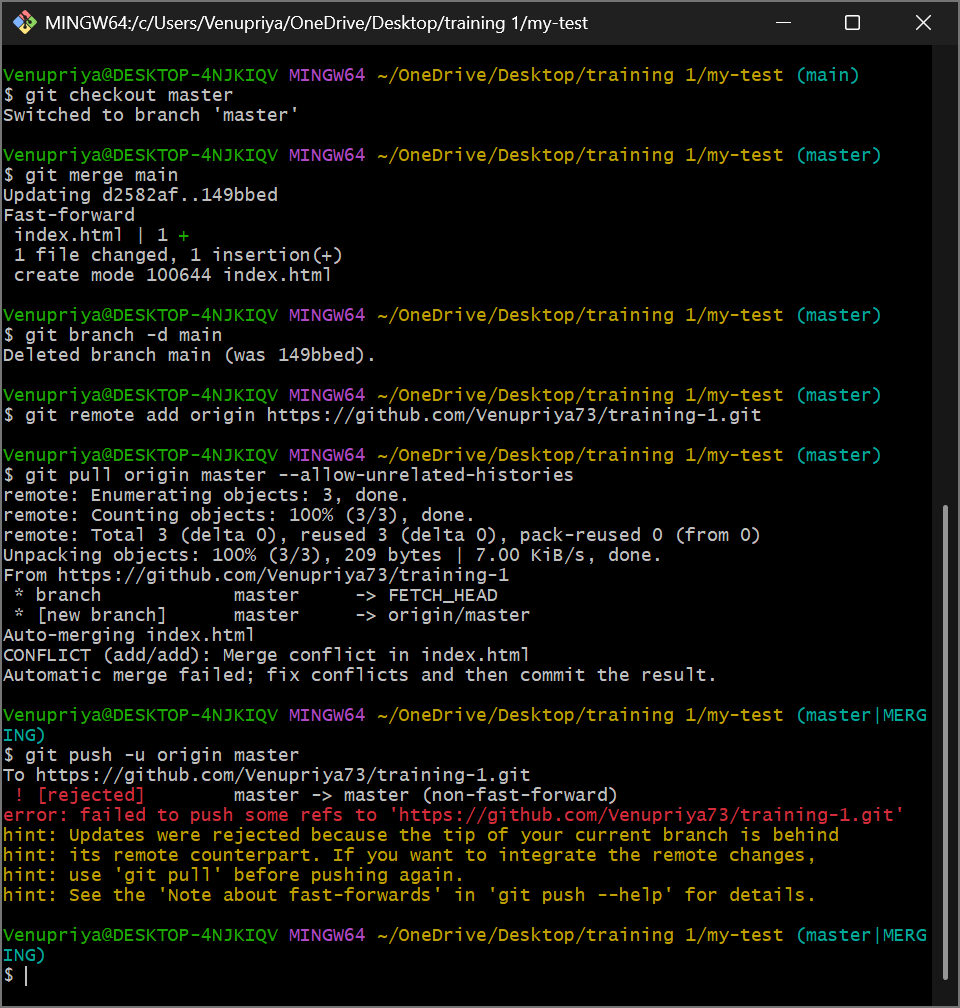 MINGW64:/c/Users/Venupriya/OneDrive/Desktop/training 1/my-test
Venupriya@DESKTOP-4NJKIQV MINGW64 ~/OneDrive/Desktop/training 1/my-test (main)
$ git checkout master
Switched to branch 'master'
Venupriya@DESKTOP-4NJKIQV MINGW64 ~/OneDrive/Desktop/training 1/my-test (master)
$ git merge main
Updating d2582af..149bbed
Fast-forward
 index.html | 1 +
 1 file changed, 1 insertion(+)
 create mode 100644 index.html
Venupriya@DESKTOP-4NJKIQV MINGW64 ~/OneDrive/Desktop/training 1/my-test (master)
$ git branch -d main
Deleted branch main (was 149bbed).
Venupriya@DESKTOP-4NJKIQV MINGW64 ~/OneDrive/Desktop/training 1/my-test (master)
$ git remote add origin https://github.com/Venupriya73/training-1.git
Venupriya@DESKTOP-4NJKIQV MINGW64 ~/OneDrive/Desktop/training 1/my-test (master)
$ git pull origin master --allow-unrelated-histories
remote: Enumerating objects: 3, done.
remote: Counting objects: 100% (3/3), done.
remote: Total 3 (delta 0), reused 3 (delta 0), pack-reused 0 (from 0)
Unpacking objects: 100% (3/3), 209 bytes | 7.00 KiB/s, done.
From https://github.com/Venupriya73/training-1
 * branch            master     -> FETCH_HEAD
 * [new branch]      master     -> origin/master
Auto-merging index.html
CONFLICT (add/add): Merge conflict in index.html
Automatic merge failed; fix conflicts and then commit the result.
Venupriya@DESKTOP-4NJKIQV MINGW64 ~/OneDrive/Desktop/training 1/my-test (master|MERG
ING)
$ git push -u origin master
To https://github.com/Venupriya73/training-1.git
 ! [rejected]        master -> master (non-fast-forward)
error: failed to push some refs to 'https://github.com/Venupriya73/training-1.git'
hint: Updates were rejected because the tip of your current branch is behind
hint: its remote counterpart. If you want to integrate the remote changes,
hint: use 'git pull' before pushing again.
hint: See the 'Note about fast-forwards' in 'git push --help' for details.
Venupriya@DESKTOP-4NJKIQV MINGW64 ~/OneDrive/Desktop/training 1/my-test (master|MERG
ING)
$